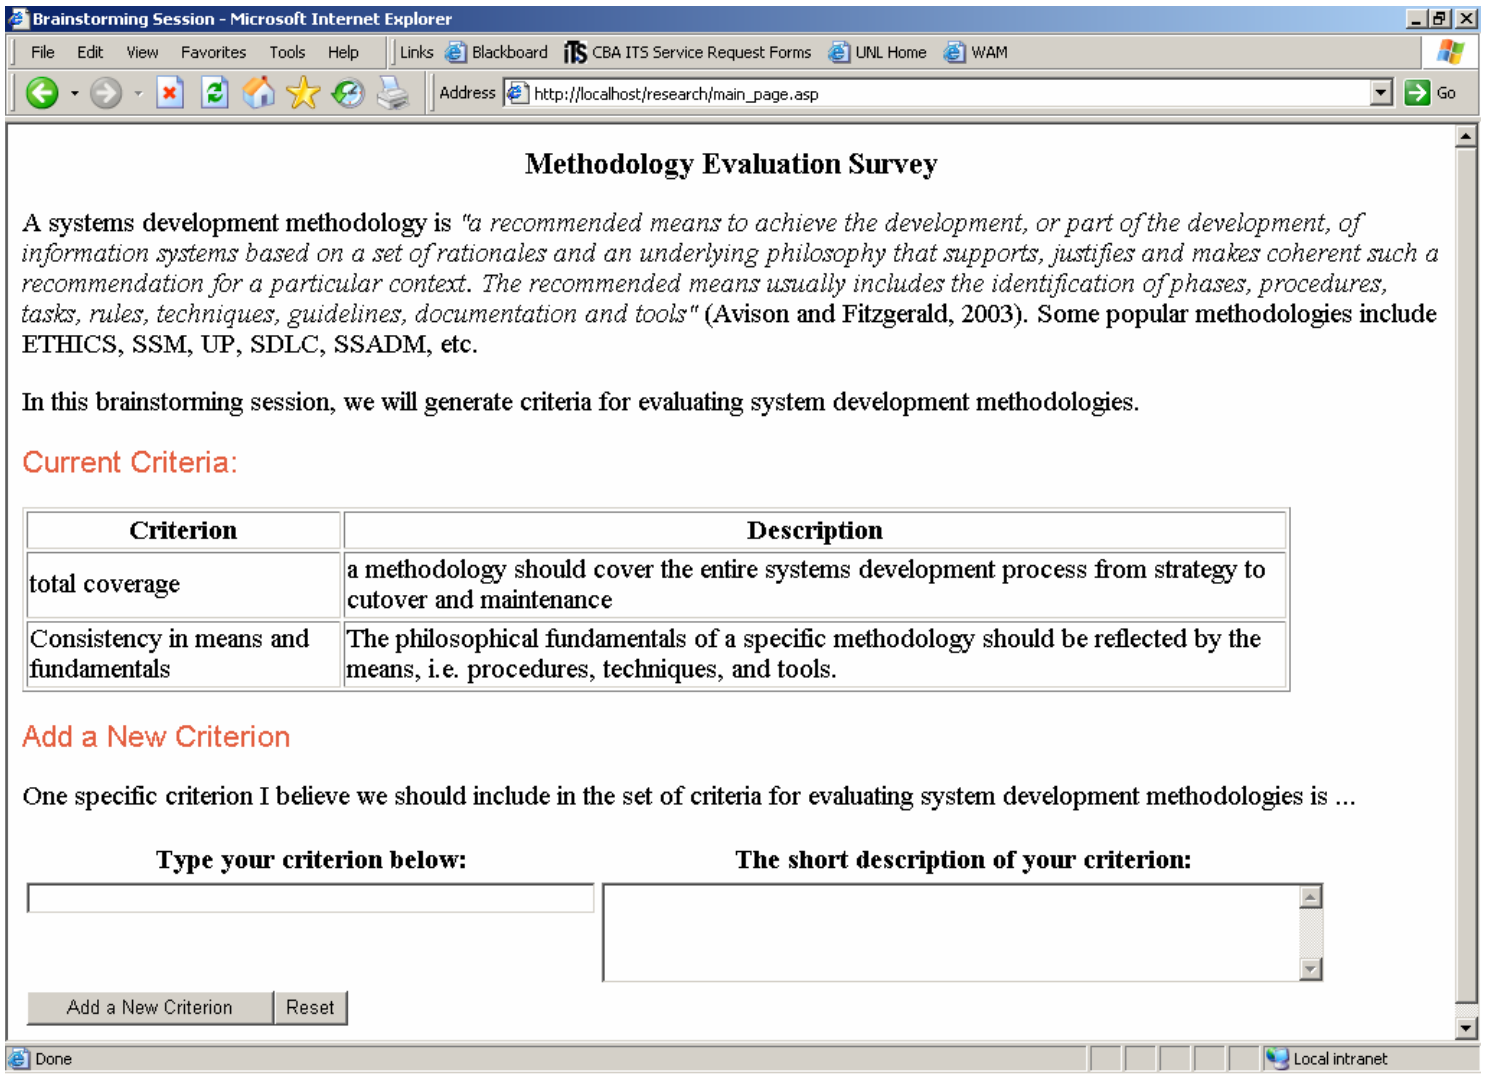 Brainstorming Session - Microsoft Internet Explorer
File Edit View Favorites Tools Help Links Blackboard iTS CBA ITS Service Request Forms UNL Home WAM
Address http://localhost/research/main_page.asp Go
Methodology Evaluation Survey
A systems development methodology is "a recommended means to achieve the development, or part of the development, of
information systems based on a set of rationales and an underlying philosophy that supports, justifies and makes coherent such a
recommendation for a particular context. The recommended means usually includes the identification of phases, procedures,
tasks, rules, techniques, guidelines, documentation and tools" (Avison and Fitzgerald, 2003). Some popular methodologies include
ETHICS, SSM, UP, SDLC, SSADM, etc.
In this brainstorming session, we will generate criteria for evaluating system development methodologies.
Current Criteria:
Criterion Description
total coverage
a methodology should cover the entire systems development process from strategy to
cutover and maintenance
Consistency in means and
fundamentals
The philosophical fundamentals of a specific methodology should be reflected by the
means, i.e. procedures, techniques, and tools.
Add a New Criterion
One specific criterion I believe we should include in the set of criteria for evaluating system development methodologies is ...
Type your criterion below: The short description of your criterion:
Add a New Criterion Reset
Done Local intranet